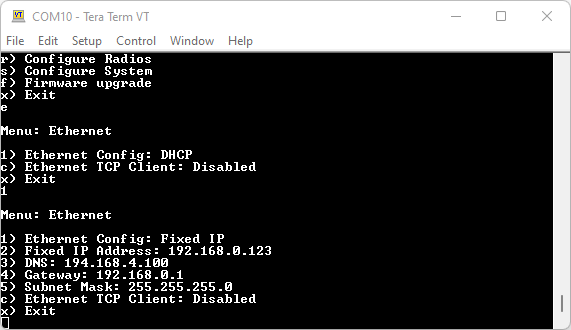 COM10 - Tera Term VT
File Edit Setup Control Window Help
r) Configure Radios
s) Configure System
f) Firmware upgrade
x) Exit
e
Menu: Ethernet
1) Ethernet Config: DHCP
c) Ethernet TCP Client: Disabled
x) Exit
1
Menu: Ethernet
1) Ethernet Config: Fixed IP
2) Fixed IP Address: 192.168.0.123
3) DNS: 194.168.4.100
4) Gateway: 192.168.0.1
5) Subnet Mask: 255.255.255.0
c) Ethernet TCP Client: Disabled
x) Exit